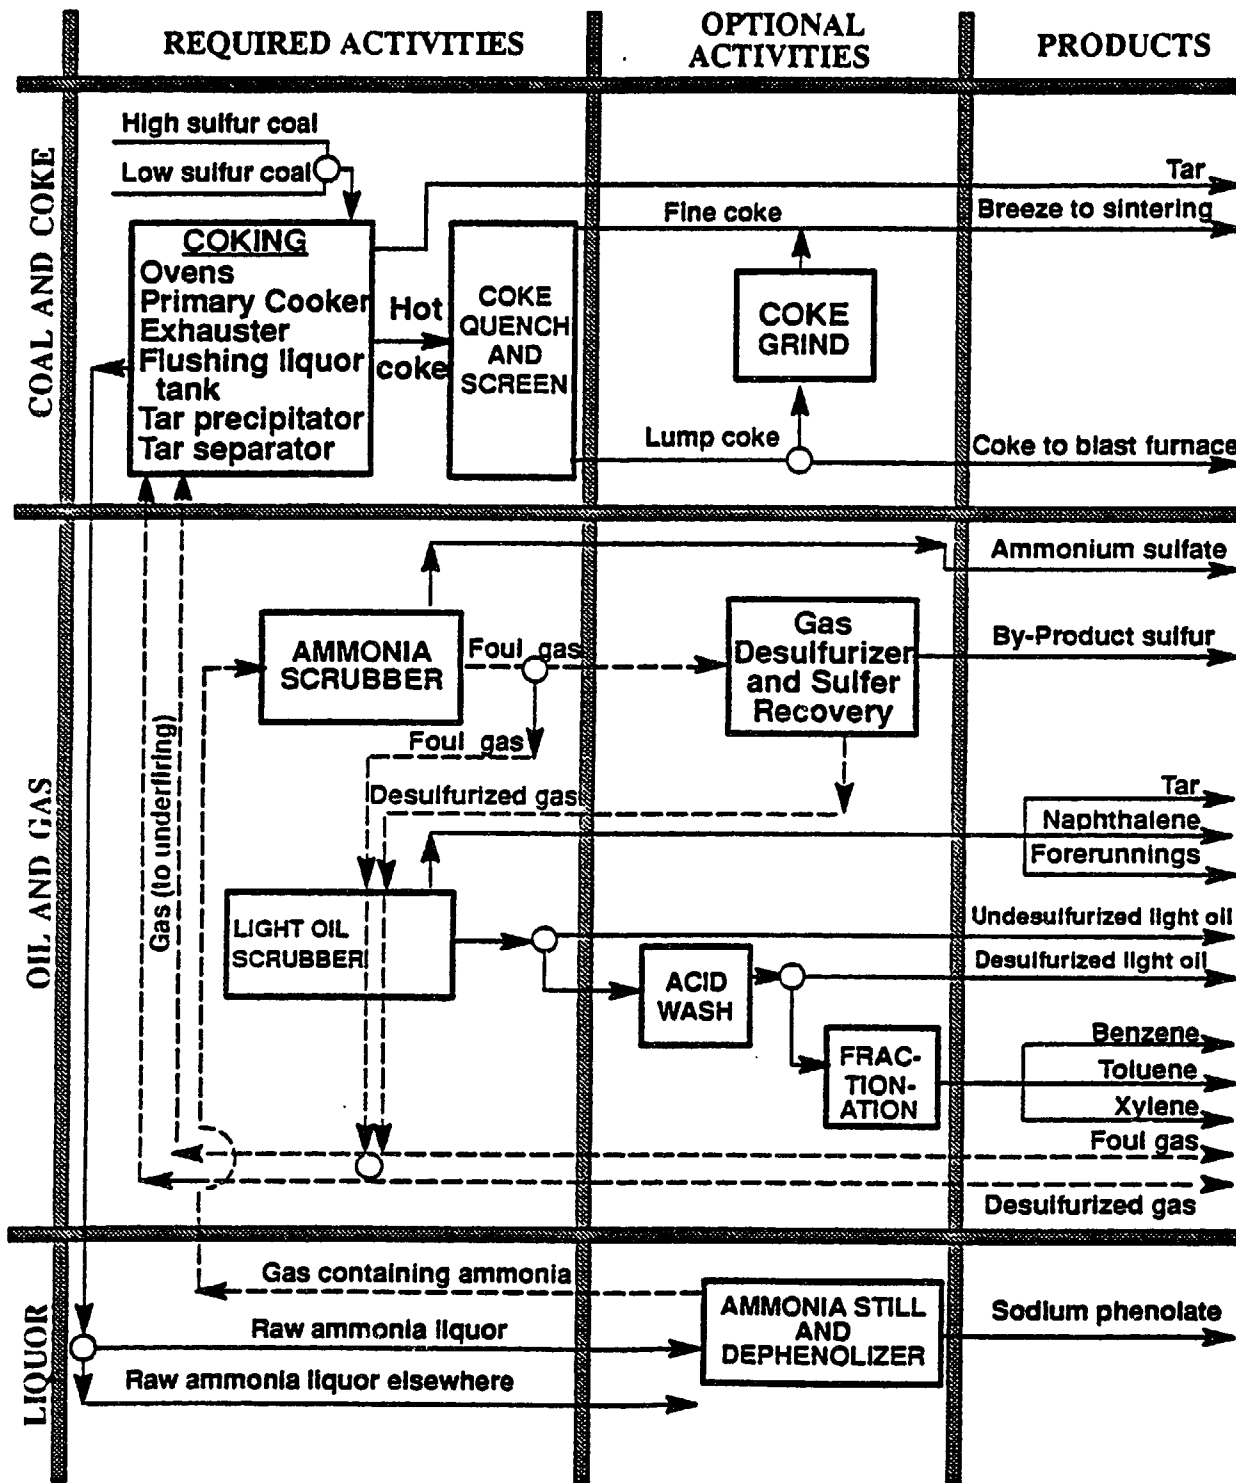 REQUIRED ACTIVITIES
OPTIONAL
ACTIVITIES
PRODUCTS
COAL AND COKE
High sulfur coal
Low sulfur coal
COKING
Ovens
Primary Cooker
Exhauster
Flushing liquor
tank
Tar precipitator
Tar separator
Hot
coke
COKE
QUENCH
AND
SCREEN
Fine coke
Lump coke
COKE
GRIND
Tar
Breeze to sintering
Coke to blast furnace
OIL AND GAS
Gas (to underfiring)
AMMONIA
SCRUBBER
Foul gas
Foul gas
Desulfurized gas
Gas
Desulfurizer
and Sulfer
Recovery
LIGHT OIL
SCRUBBER
ACID
WASH
FRAC-
TION-
ATION
Ammonium sulfate
By-Product sulfur
Tar
Naphthalene
Forerunnings
Undesulfurized light oil
Desulfurized light oil
Benzene
Toluene
Xylene
Foul gas
Desulfurized gas
LIQUOR
Gas containing ammonia
Raw ammonia liquor
Raw ammonia liquor elsewhere
AMMONIA STILL
AND
DEPHENOLIZER
Sodium phenolate